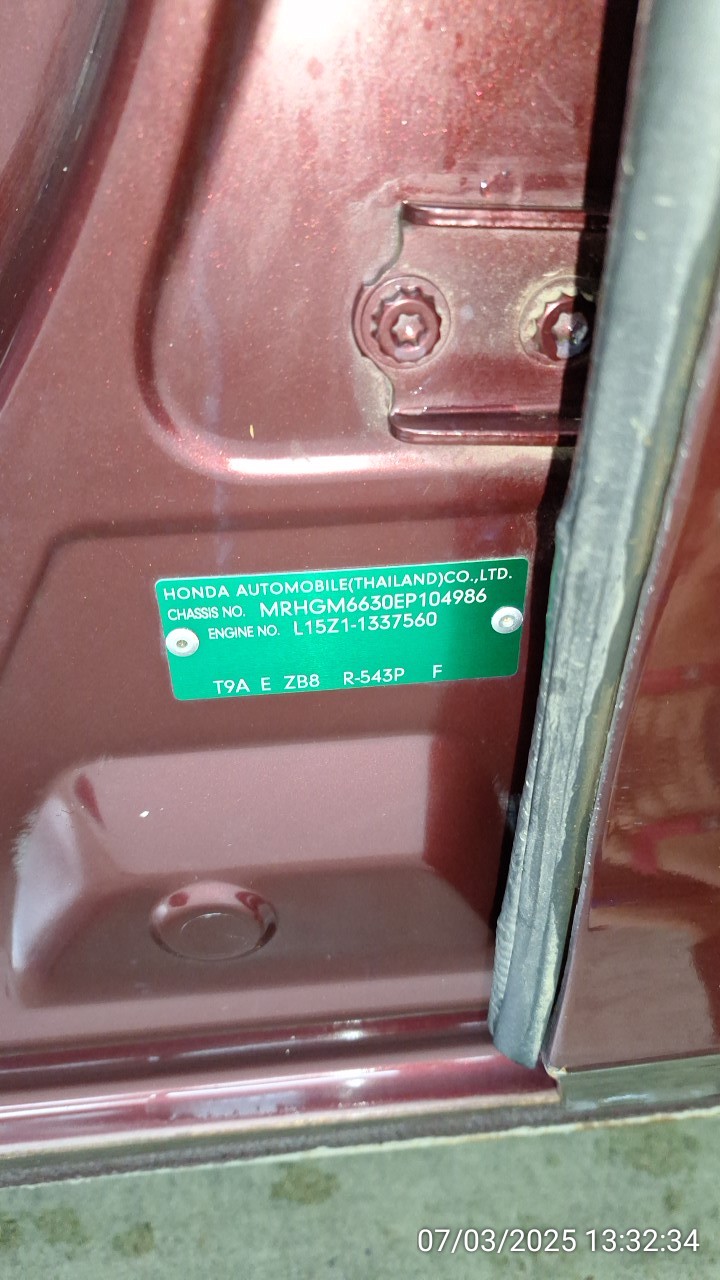 HONDA AUTOMOBILE(THAILAND)CO.,LTD.
CHASSIS NO. MRHGM6630EP104986
ENGINE NO. L15Z1-1337560
T9A E ZB8 R-543P F
07/03/2025 13:32:34